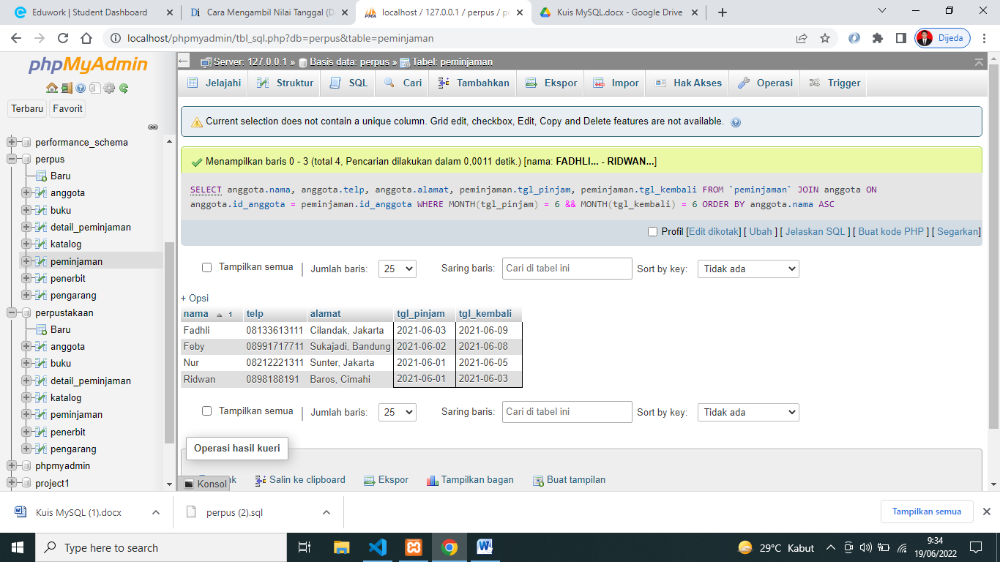 Eduwork | Student Dashboard
Cara Mengambil Nilai Tanggal (D
localhost / 127.0.0.1 / perpus / pe
Kuis MySQL.docx - Google Drive
localhost/phpmyadmin/tbl_sql.php?db=perpus&table=peminjaman
Dijeda
phpMyAdmin
Terbaru Favorit
performance_schema
perpus
Baru
anggota
buku
detail_peminjaman
katalog
peminjaman
penerbit
pengarang
perpustakaan
Baru
anggota
buku
detail_peminjaman
katalog
peminjaman
penerbit
pengarang
phpmyadmin
project1
Server: 127.0.0.1 » Basis data: perpus » Tabel: peminjaman
Jelajahi Struktur SQL Cari Tambahkan Ekspor Impor Hak Akses Operasi Trigger
Current selection does not contain a unique column. Grid edit, checkbox, Edit, Copy and Delete features are not available.
Menampilkan baris 0 - 3 (total 4, Pencarian dilakukan dalam 0,0011 detik.) [nama: FADHLI... - RIDWAN...]
SELECT anggota.nama, anggota.telp, anggota.alamat, peminjaman.tgl_pinjam, peminjaman.tgl_kembali FROM `peminjaman` JOIN anggota ON
anggota.id_anggota = peminjaman.id_anggota WHERE MONTH(tgl_pinjam) = 6 && MONTH(tgl_kembali) = 6 ORDER BY anggota.nama ASC
Profil [Edit dikotak] [ Ubah ] [ Jelaskan SQL ] [ Buat kode PHP ] [ Segarkan]
Tampilkan semua | Jumlah baris: 25 Saring baris: Cari di tabel ini Sort by key: Tidak ada
+ Opsi
nama 1 telp alamat tgl_pinjam tgl_kembali
Fadhli 08133613111 Cilandak, Jakarta 2021-06-03 2021-06-09
Feby 08991717711 Sukajadi, Bandung 2021-06-02 2021-06-08
Nur 08212221311 Sunter, Jakarta 2021-06-01 2021-06-05
Ridwan 0898188191 Baros, Cimahi 2021-06-01 2021-06-03
Tampilkan semua | Jumlah baris: 25 Saring baris: Cari di tabel ini Sort by key: Tidak ada
Operasi hasil kueri
Salin ke clipboard Ekspor Tampilkan bagan Buat tampilan
Konsol
Kuis MySQL (1).docx
perpus (2).sql
Tampilkan semua
Type here to search
29°C Kabut
9:34
19/06/2022